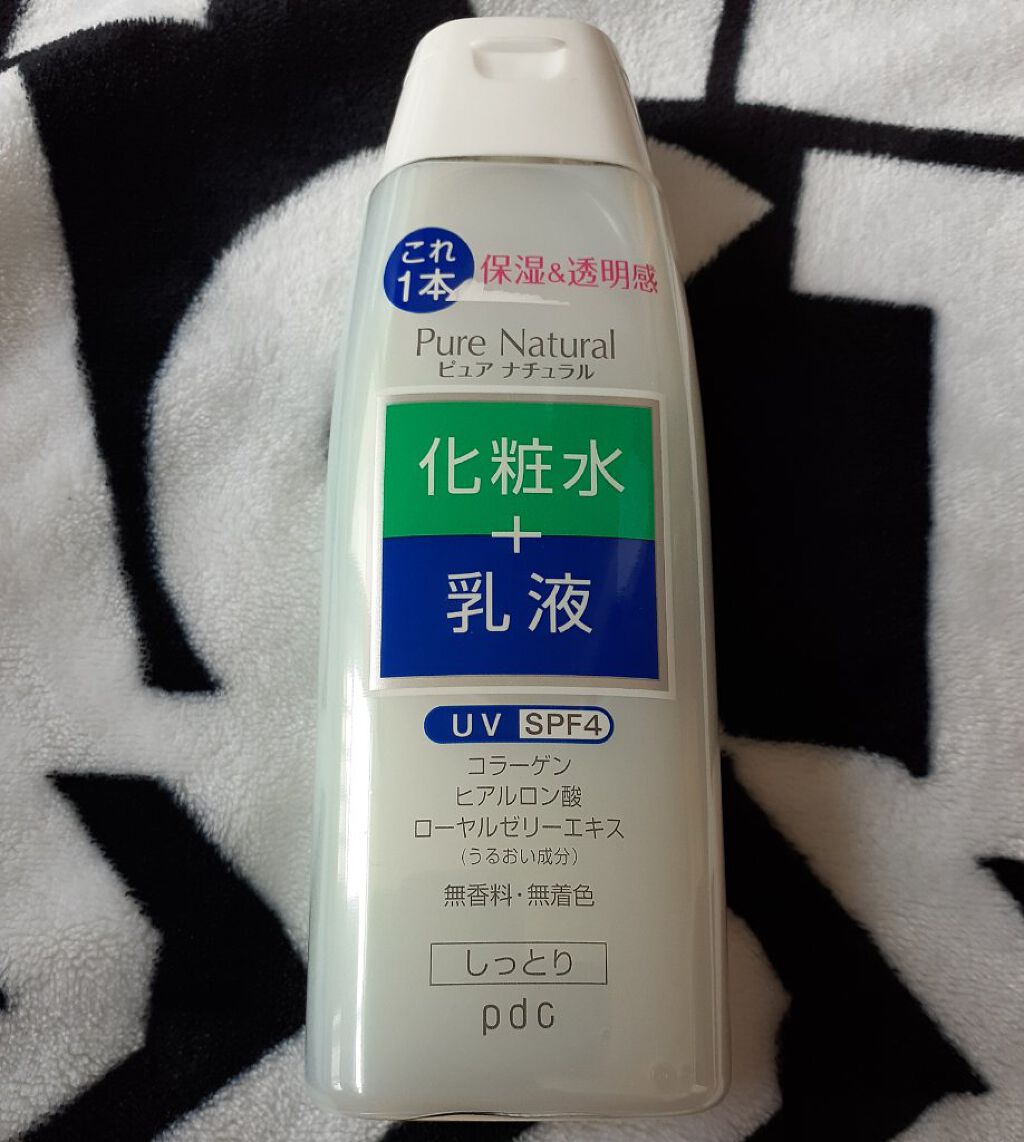 これ
1本
保湿&透明感
Pure Natural
ピュア ナチュラル
化粧水
+
乳液
UV SPF4
コラーゲン
ヒアルロン酸
ローヤルゼリーエキス
(うるおい成分)
無香料・無着色
しっとり
pdc